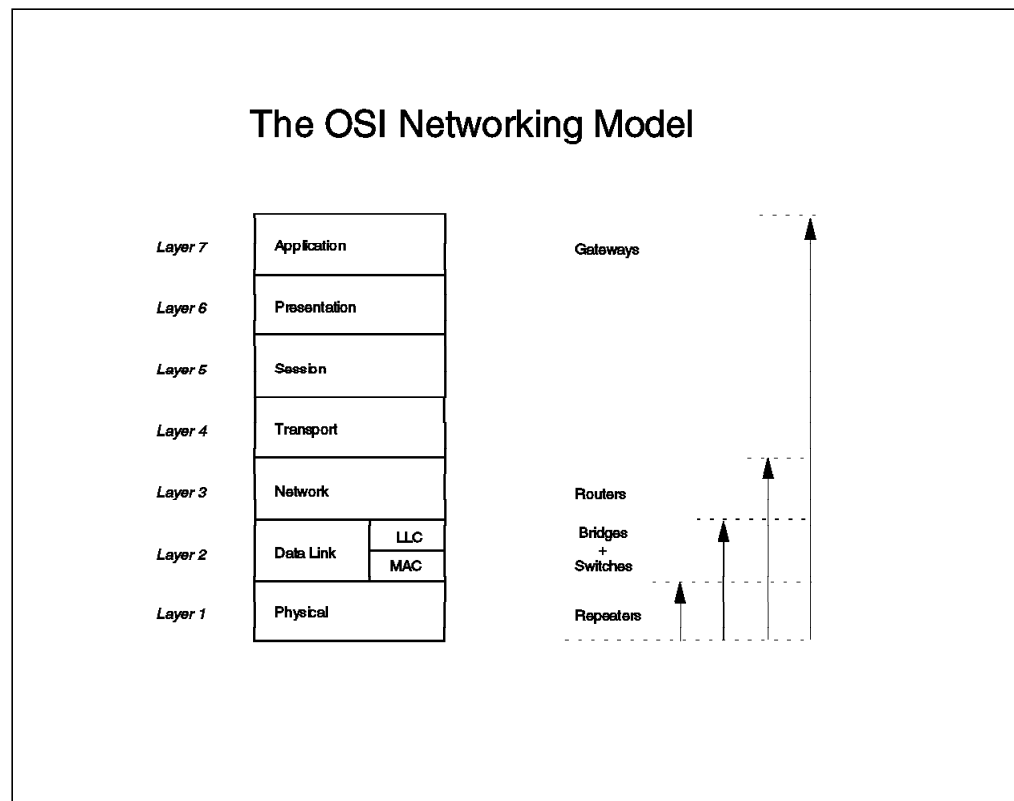 The OSI Networking Model
Layer 7 Application Gateways
Layer 6 Presentation
Layer 5 Session
Layer 4 Transport
Layer 3 Network Routers
Layer 2 Data Link LLC MAC Bridges + Switches
Layer 1 Physical Repeaters